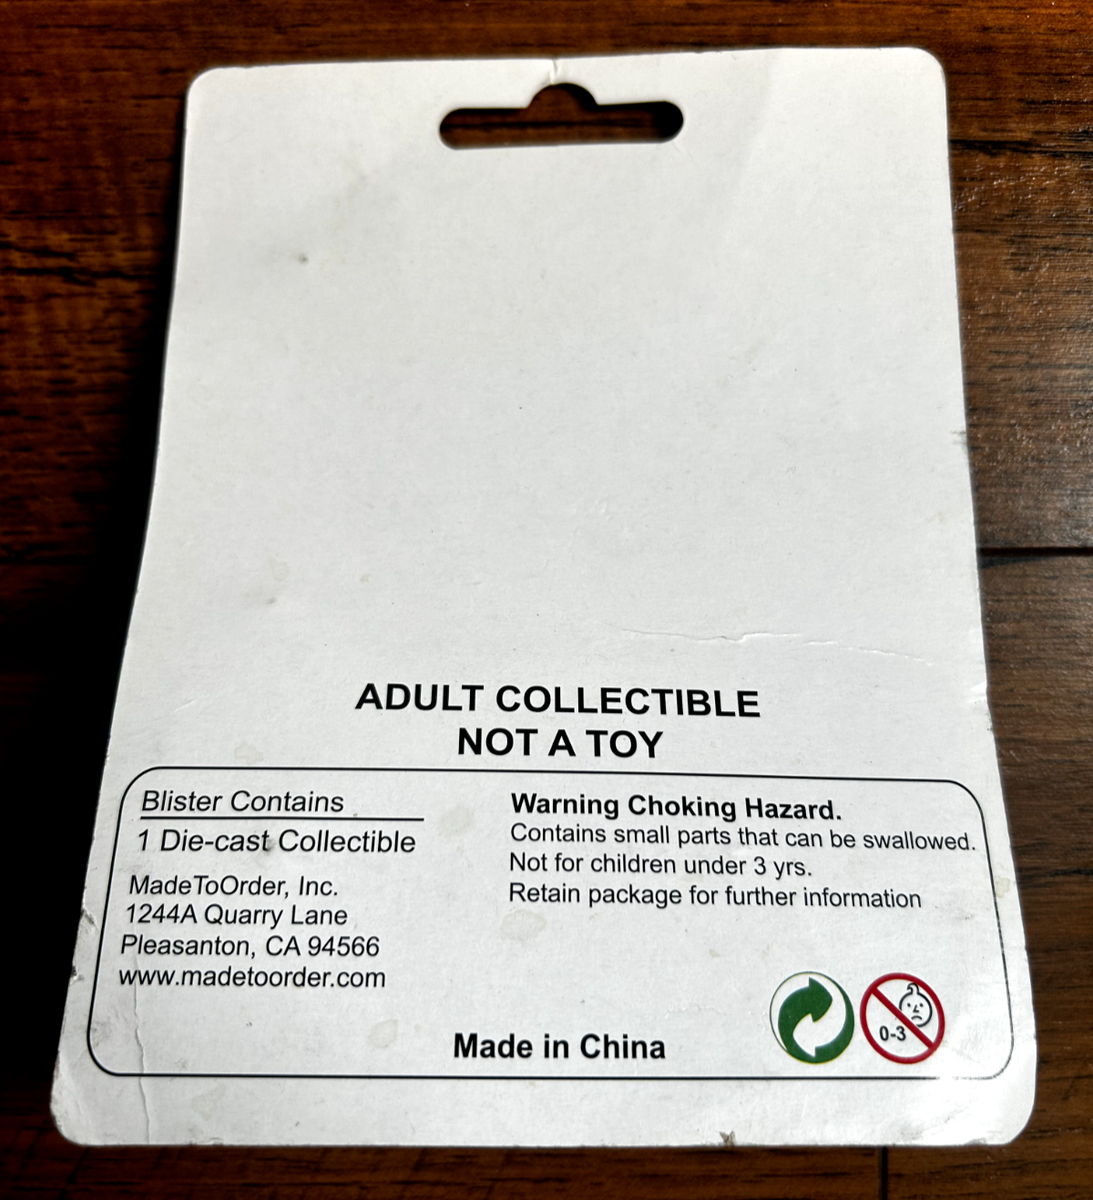 ADULT COLLECTIBLE
NOT A TOY
Blister Contains
1 Die-cast Collectible
MadeToOrder, Inc.
1244A Quarry Lane
Pleasanton, CA 94566
www.madetoorder.com
Warning Choking Hazard.
Contains small parts that can be swallowed.
Not for children under 3 yrs.
Retain package for further information
Made in China
0-3